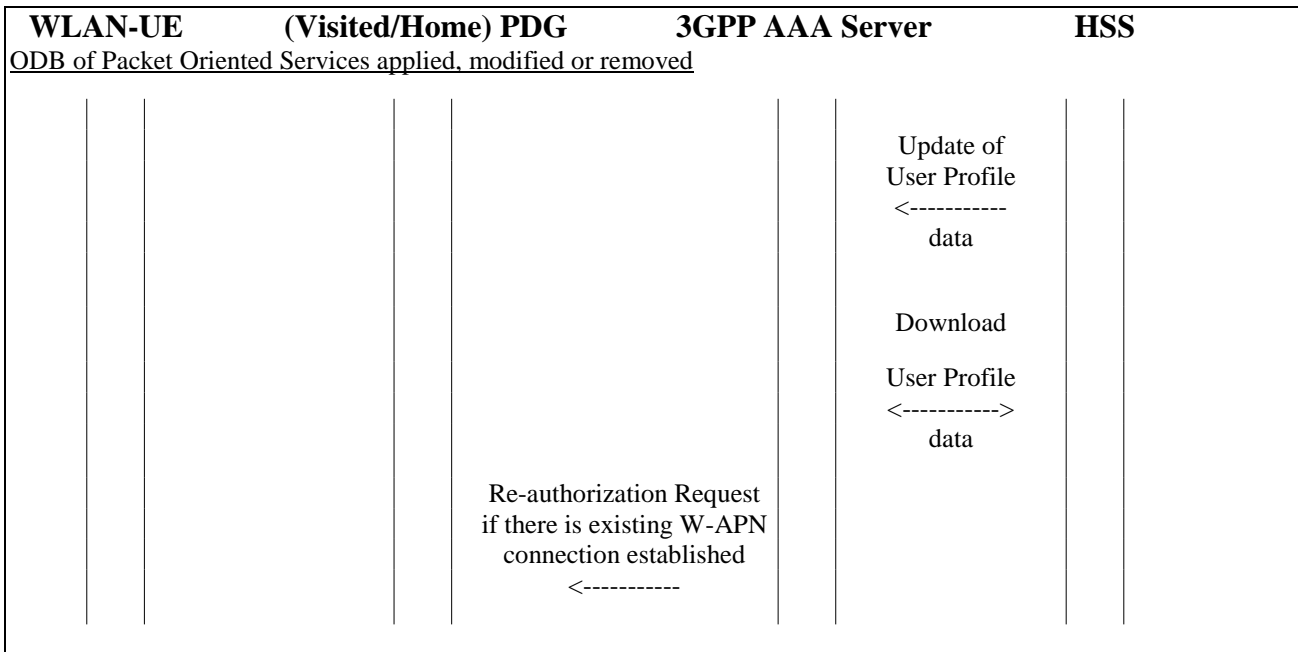 WLAN-UE (Visited/Home) PDG 3GPP AAA Server HSS
ODB of Packet Oriented Services applied, modified or removed
Update of
User Profile
<-----------
data
Download
User Profile
<----------->
data
Re-authorization Request
if there is existing W-APN
connection established
<-----------